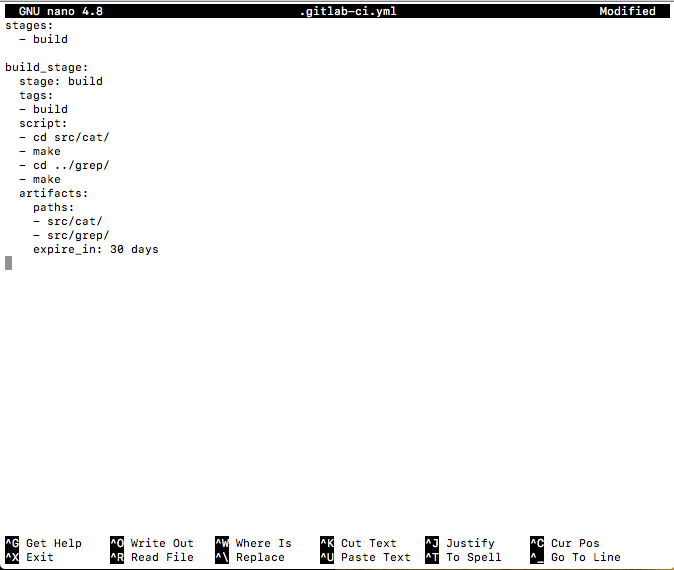 GNU nano 4.8 .gitlab-ci.yml Modified
stages:
  - build

build_stage:
  stage: build
  tags:
  - build
  script:
  - cd src/cat/
  - make
  - cd ../grep/
  - make
  artifacts:
    paths:
    - src/cat/
    - src/grep/
    expire_in: 30 days
^G Get Help ^O Write Out ^W Where Is ^K Cut Text ^J Justify ^C Cur Pos
^X Exit ^R Read File ^\ Replace ^U Paste Text ^T To Spell ^_ Go To Line